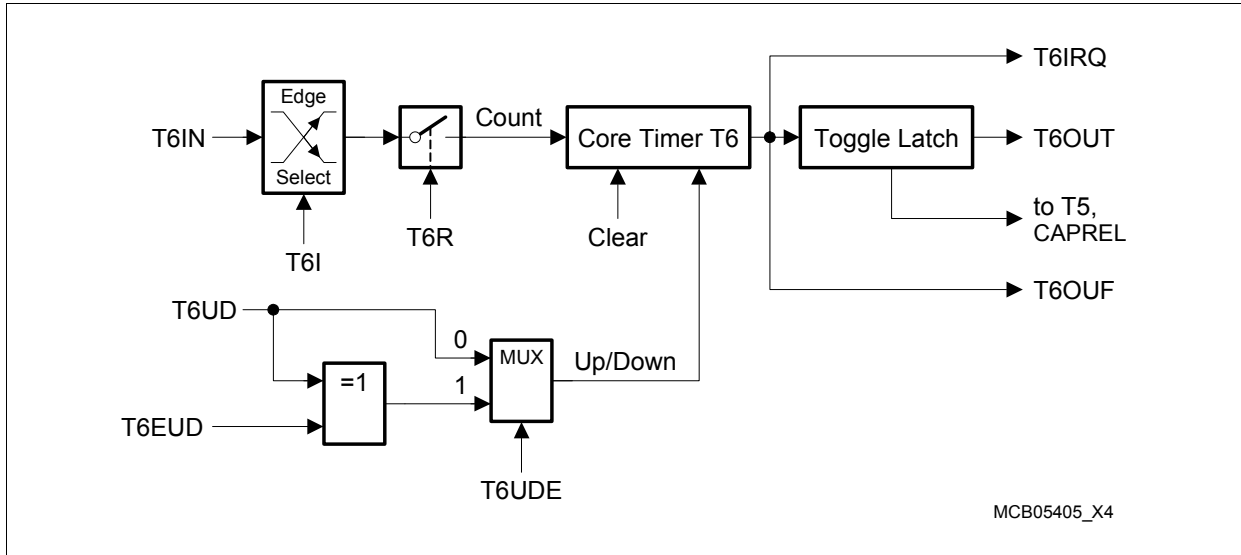 T6IRQ
Edge
Select
T6IN
Count
Core Timer T6
Toggle Latch
T6OUT
T6I
T6R
Clear
to T5,
CAPREL
T6OUF
T6UD
0
MUX
Up/Down
=1
1
T6EUD
T6UDE
MCB05405_X4